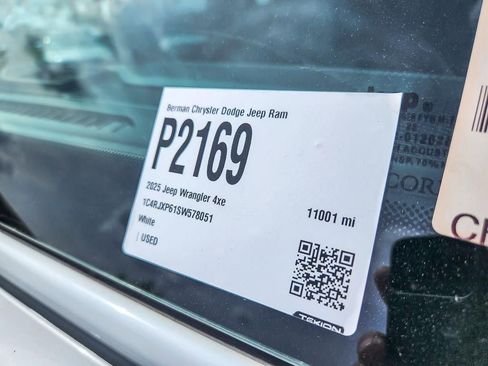 Berman Chrysler Dodge Jeep Ram
P2169
2025 Jeep Wrangler 4xe
1C4RJXP61SW578051
11001 mi
White
USED
TEKION